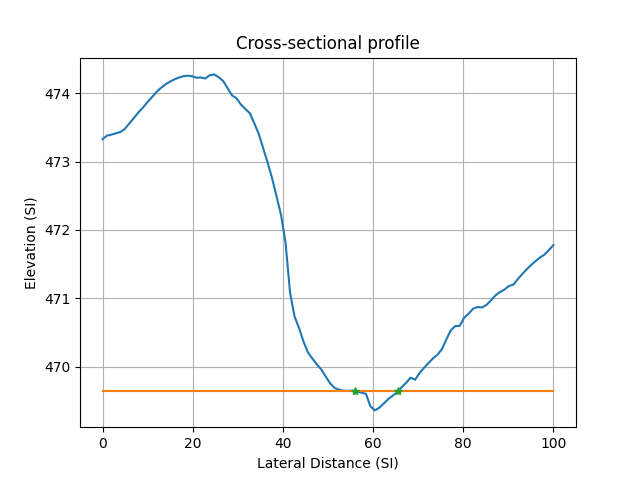 Cross-sectional profile
Elevation (SI)
474
473
472
471
470
0 20 40 60 80 100
Lateral Distance (SI)